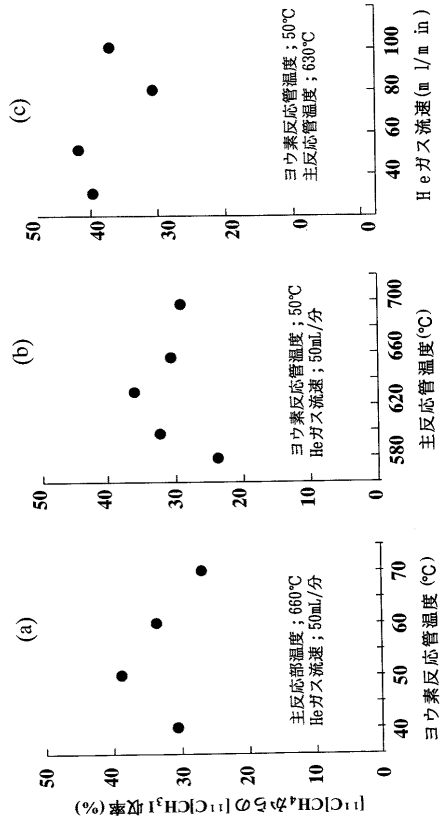 (a)
[¹¹C]CH₄からの[¹¹C]CH₃I収率(%)
50
40
30
20
10
0
主反応部温度；660℃
Heガス流速；50mL/分
40 50 60 70
ヨウ素反応管温度(℃)
(b)
50
40
30
20
10
0
ヨウ素反応管温度；50℃
Heガス流速；50mL/分
580 620 660 700
主反応管温度(℃)
(c)
50
40
30
20
10
0
ヨウ素反応管温度；50℃
主反応管温度；630℃
40 60 80 100
Heガス流速(ml/min)